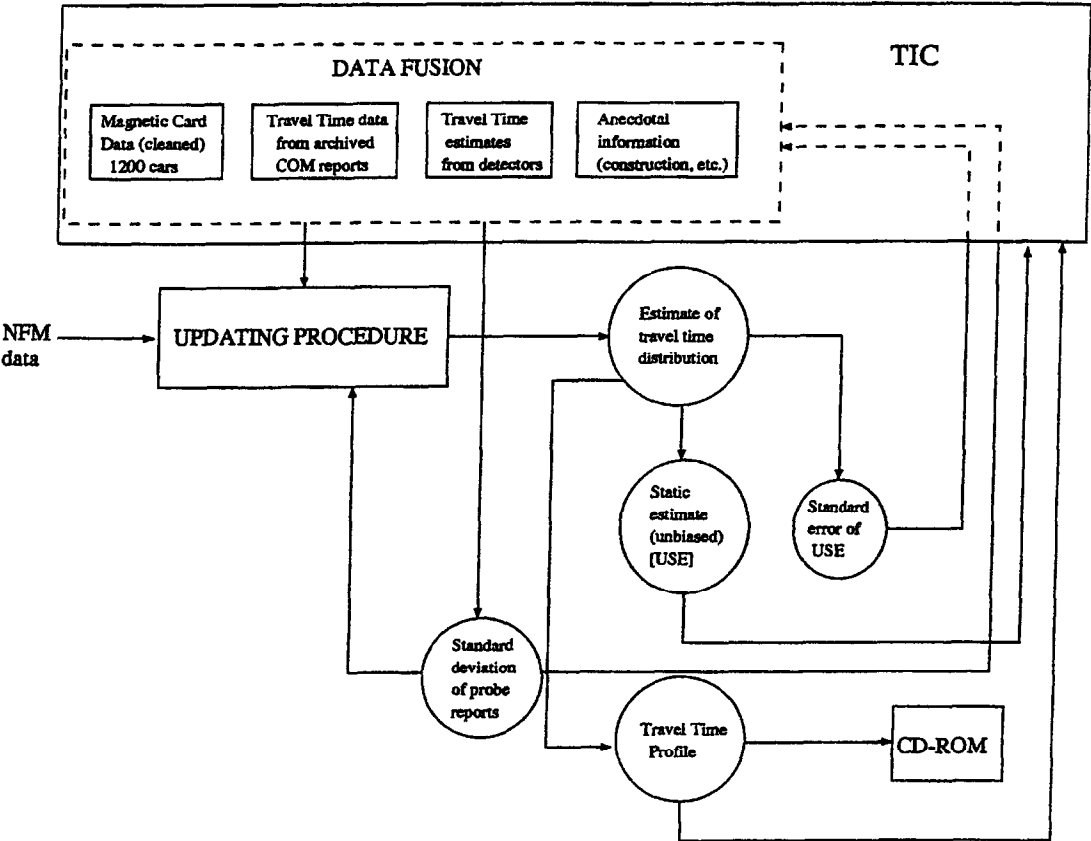 TIC
DATA FUSION
Magnetic Card
Data (cleaned)
1200 cars
Travel Time data
from archived
COM reports
Travel Time
estimates
from detectors
Anecdotal
information
(construction, etc.)
NFM
data
UPDATING PROCEDURE
Estimate of
travel time
distribution
Static
estimate
(unbiased)
[USE]
Standard
error of
USE
Standard
deviation
of probe
reports
Travel Time
Profile
CD-ROM